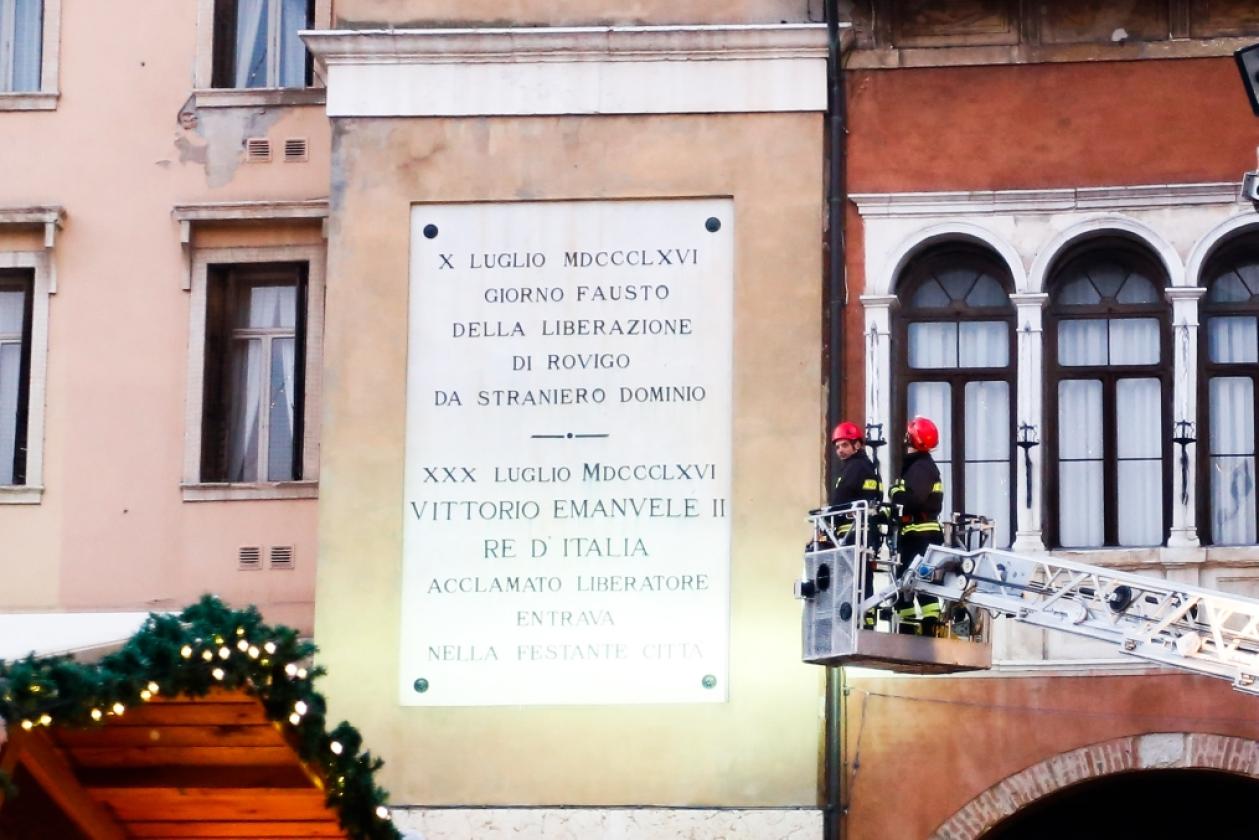 X LUGLIO MDCCCLXVI
GIORNO FAUSTO
DELLA LIBERAZIONE
DI ROVIGO
DA STRANIERO DOMINIO
XXX LUGLIO MDCCCLXVI
VITTORIO EMANVELE II
RE D'ITALIA
ACCLAMATO LIBERATORE
ENTRAVA
NELLA FESTANTE CITTA